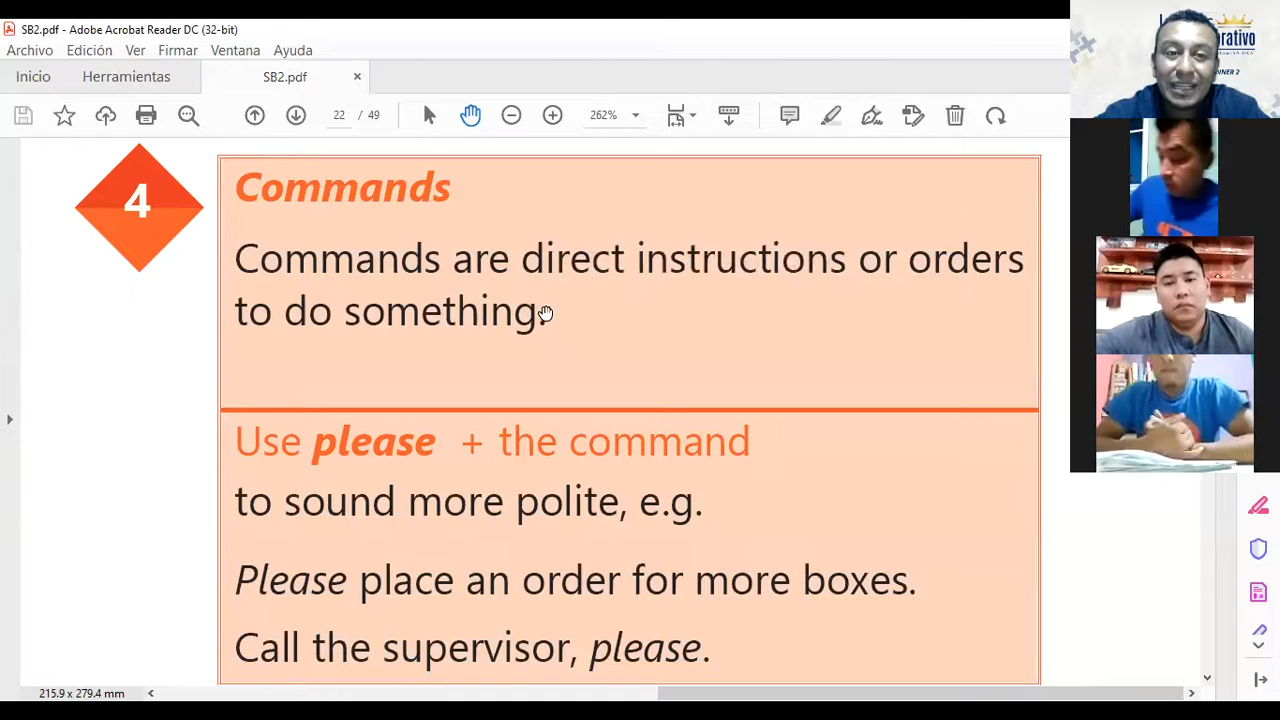 SB2.pdf - Adobe Acrobat Reader DC (32-bit)
Archivo Edición Ver Firmar Ventana Ayuda
Inicio Herramientas SB2.pdf ×
22 / 49 262%
4
Commands
Commands are direct instructions or orders
to do something.
Use please + the command
to sound more polite, e.g.
Please place an order for more boxes.
Call the supervisor, please.
215.9 x 279.4 mm